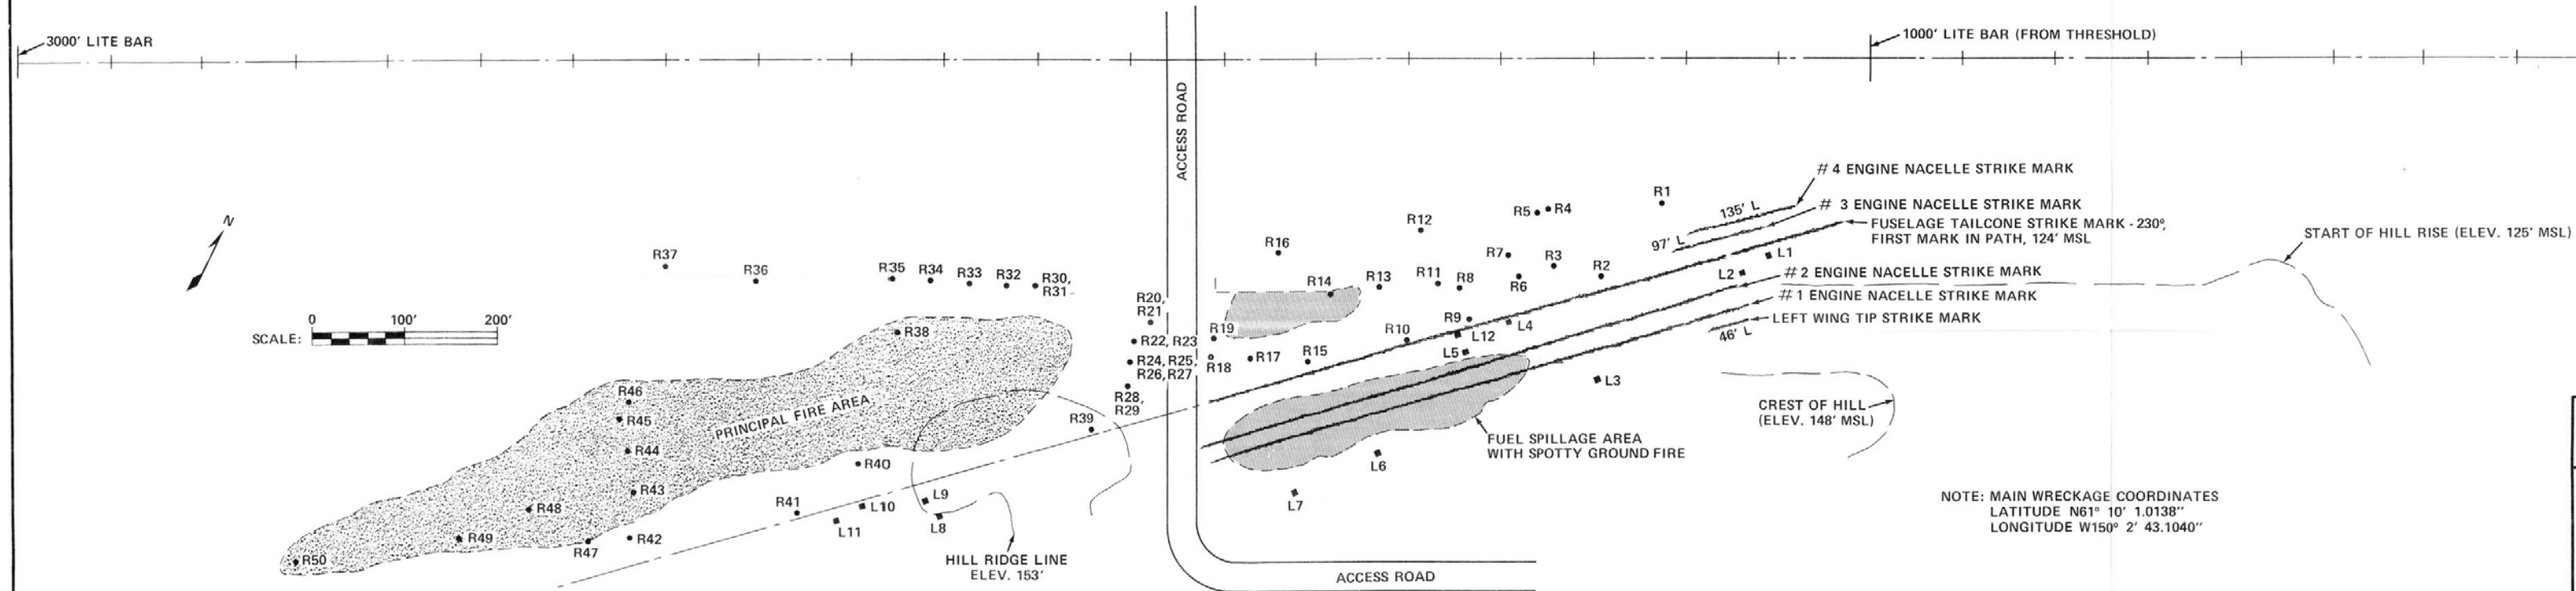 3000' LITE BAR
1000' LITE BAR (FROM THRESHOLD)
ACCESS ROAD
# 4 ENGINE NACELLE STRIKE MARK
# 3 ENGINE NACELLE STRIKE MARK
FUSELAGE TAILCONE STRIKE MARK - 230°,
FIRST MARK IN PATH, 124' MSL
START OF HILL RISE (ELEV. 125' MSL)
# 2 ENGINE NACELLE STRIKE MARK
# 1 ENGINE NACELLE STRIKE MARK
LEFT WING TIP STRIKE MARK
135' L
97' L
46' L
N
SCALE:
0
100'
200'
R1
R5
R4
R12
R16
R7
R3
R2
R6
R8
R11
R13
R14
L1
L2
R37
R36
R35
R34
R33
R32
R30,
R31
R20,
R21
R19
R22, R23
R24, R25,
R26, R27
R18
R17
R15
R10
R9
L12
L4
L5
L3
R28,
R29
R38
R39
R46
R45
R44
R43
PRINCIPAL FIRE AREA
R40
R41
L10
L11
L9
L8
R48
R49
R47
R42
R50
HILL RIDGE LINE
ELEV. 153'
L6
L7
FUEL SPILLAGE AREA
WITH SPOTTY GROUND FIRE
CREST OF HILL
(ELEV. 148' MSL)
NOTE: MAIN WRECKAGE COORDINATES
LATITUDE N61° 10' 1.0138"
LONGITUDE W150° 2' 43.1040"
ACCESS ROAD